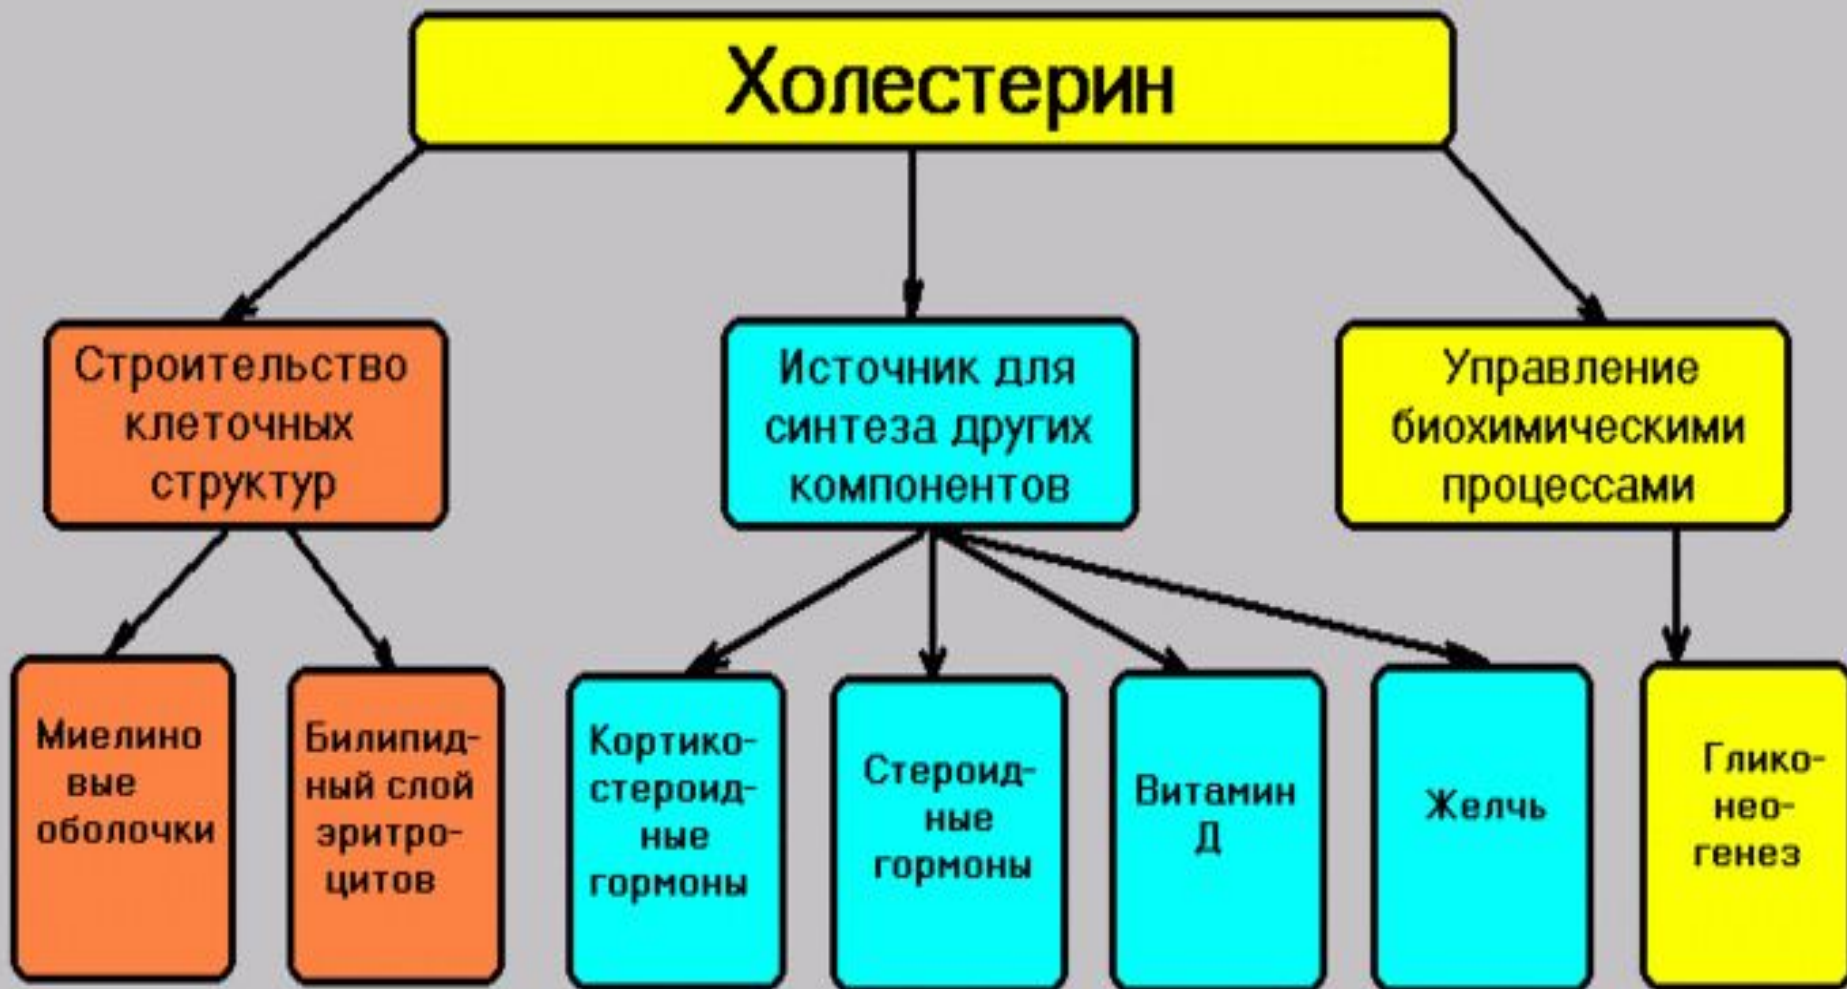 Холестерин
Строительство
клеточных
структур
Источник для
синтеза других
компонентов
Управление
биохимическими
процессами
Миелино
вые
оболочки
Билипид-
ный слой
эритро-
цитов
Кортико-
стероид-
ные
гормоны
Стероид-
ные
гормоны
Витамин
Д
Желчь
Глико-
нео-
генез